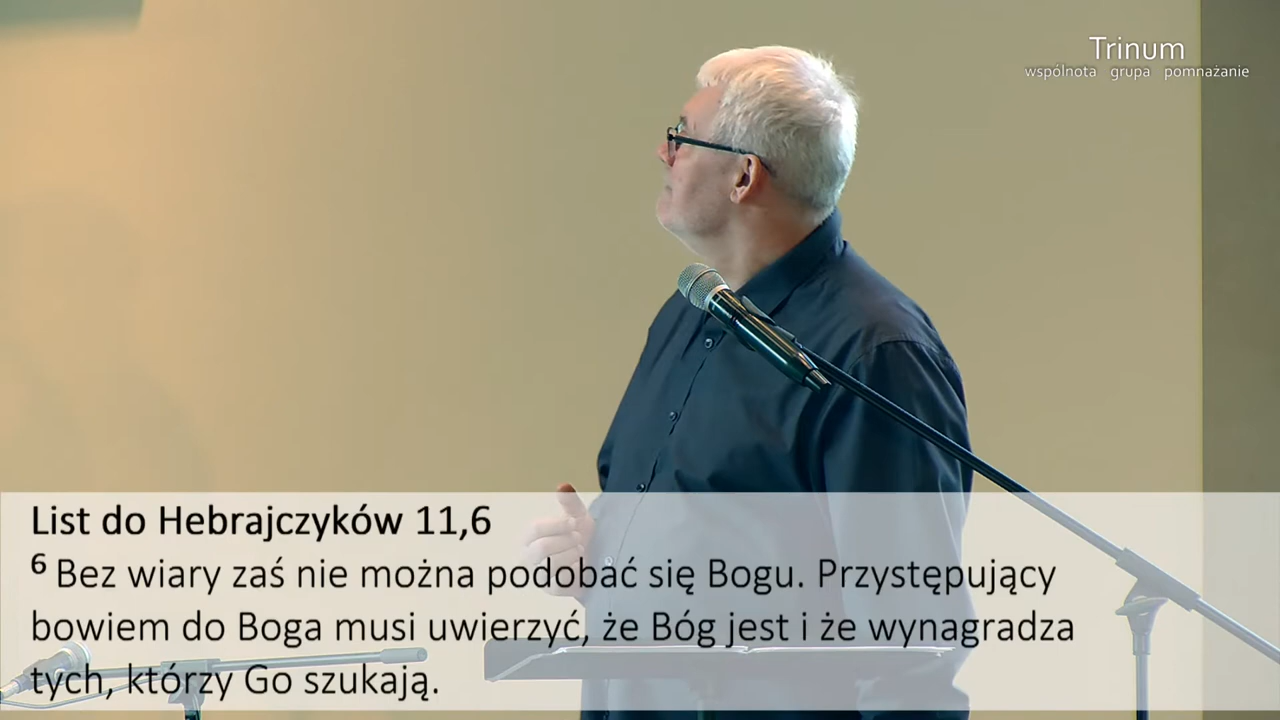 Trinum
wspólnota grupa pomnażanie
List do Hebrajczyków 11,6
6 Bez wiary zaś nie można podobać się Bogu. Przystępujący
bowiem do Boga musi uwierzyć, że Bóg jest i że wynagradza
tych, którzy Go szukają.